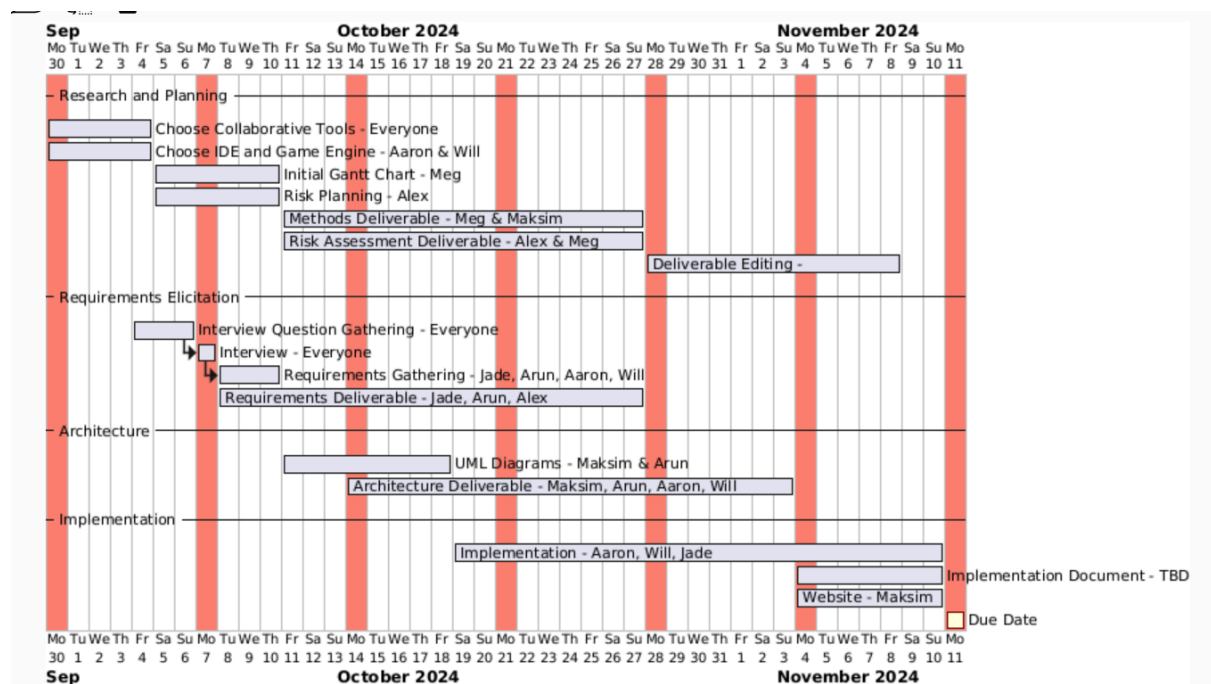 Sep October 2024 November 2024
Mo Tu We Th Fr Sa Su Mo Tu We Th Fr Sa Su Mo Tu We Th Fr Sa Su Mo Tu We Th Fr Sa Su Mo Tu We Th Fr Sa Su Mo Tu We Th Fr Sa Su Mo
30 1 2 3 4 5 6 7 8 9 10 11 12 13 14 15 16 17 18 19 20 21 22 23 24 25 26 27 28 29 30 31 1 2 3 4 5 6 7 8 9 10 11
Research and Planning
Choose Collaborative Tools - Everyone
Choose IDE and Game Engine - Aaron & Will
Initial Gantt Chart - Meg
Risk Planning - Alex
Methods Deliverable - Meg & Maksim
Risk Assessment Deliverable - Alex & Meg
Deliverable Editing -
Requirements Elicitation
Interview Question Gathering - Everyone
Interview - Everyone
Requirements Gathering - Jade, Arun, Aaron, Will
Requirements Deliverable - Jade, Arun, Alex
Architecture
UML Diagrams - Maksim & Arun
Architecture Deliverable - Maksim, Arun, Aaron, Will
Implementation
Implementation - Aaron, Will, Jade
Implementation Document - TBD
Website - Maksim
Due Date
Mo Tu We Th Fr Sa Su Mo Tu We Th Fr Sa Su Mo Tu We Th Fr Sa Su Mo Tu We Th Fr Sa Su Mo Tu We Th Fr Sa Su Mo Tu We Th Fr Sa Su Mo
30 1 2 3 4 5 6 7 8 9 10 11 12 13 14 15 16 17 18 19 20 21 22 23 24 25 26 27 28 29 30 31 1 2 3 4 5 6 7 8 9 10 11
Sep October 2024 November 2024